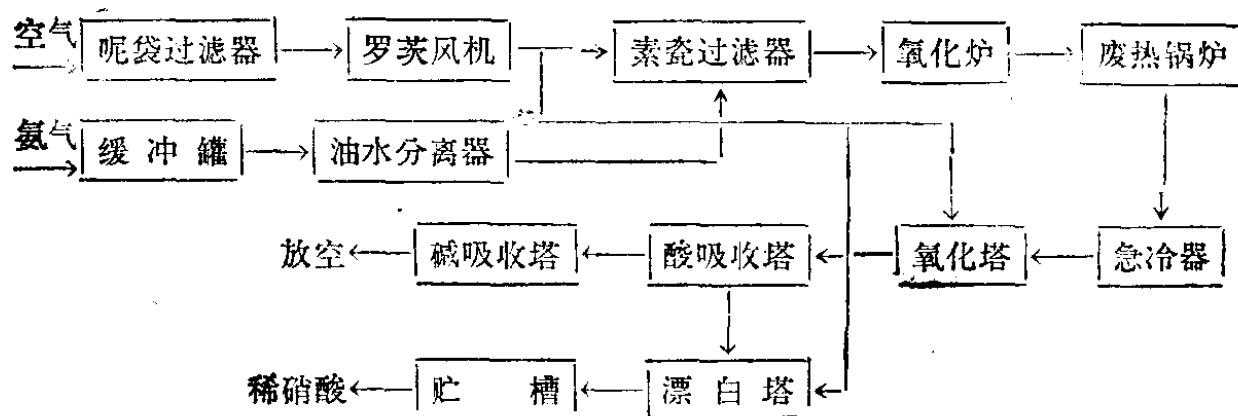 空气 呢袋过滤器 罗茨风机 素瓷过滤器 氧化炉 废热锅炉
氨气 缓冲罐 油水分离器
放空 碱吸收塔 酸吸收塔 氧化塔 急冷器
稀硝酸 贮槽 漂白塔